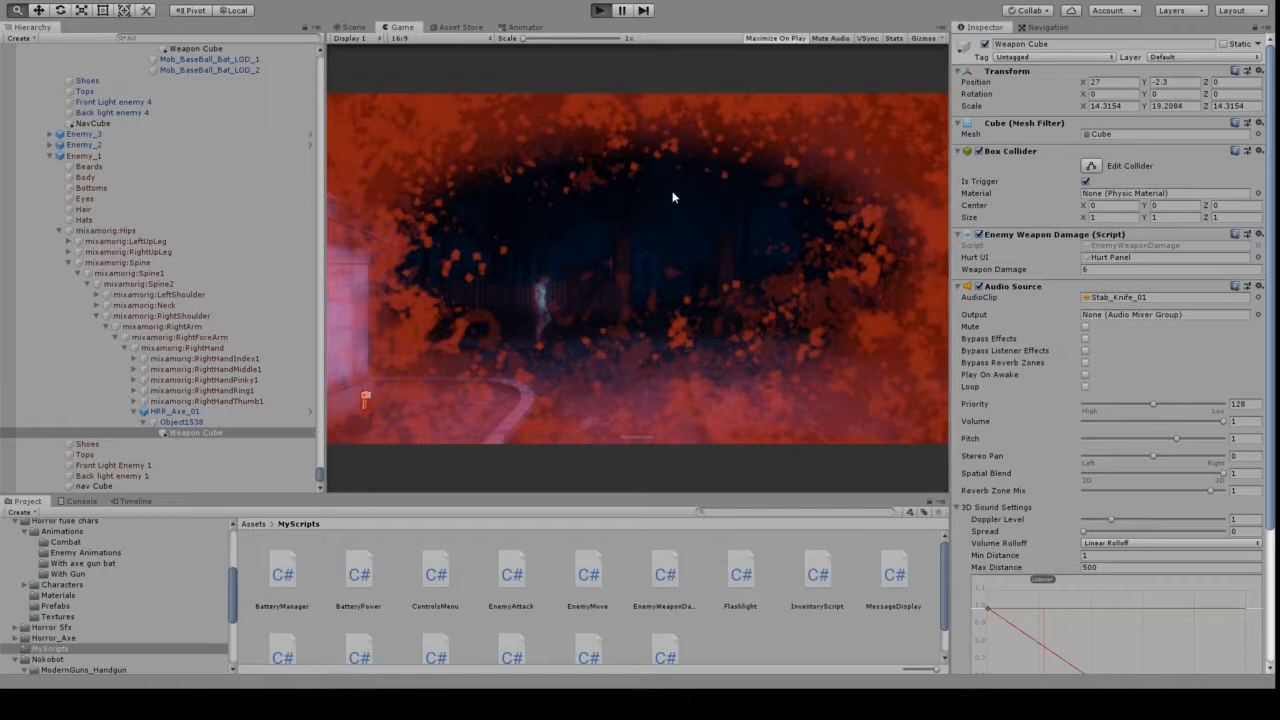 Pivot Local Collab Account Layers Layout
Hierarchy Scene Game Asset Store Animator Inspector Navigation
Create All Display 1 16:9 Scale 1x Maximize On Play Mute Audio VSync Stats Gizmos Weapon Cube Static
Weapon Cube
Tag Untagged Layer Default
Mob_BaseBall_Bat_LOD_1
Mob_BaseBall_Bat_LOD_2
Transform
Shoes
Position X 27 Y -2.3 Z 0
Tops
Rotation X 0 Y 0 Z 0
Front Light enemy 4
Scale X 14.3154 Y 19.2084 Z 14.3154
Back light enemy 4
NavCube
Cube (Mesh Filter)
Enemy_3
Mesh Cube
Enemy_2
Box Collider
Enemy_1
Edit Collider
Beards
Body
Is Trigger
Bottoms
Material None (Physic Material)
Eyes
Center X 0 Y 0 Z 0
Hair
Size X 1 Y 1 Z 1
Hats
mixamorig:Hips
Enemy Weapon Damage (Script)
mixamorig:LeftUpLeg
Script EnemyWeaponDamage
mixamorig:RightUpLeg
Hurt UI Hurt Panel
mixamorig:Spine
Weapon Damage 6
mixamorig:Spine1
mixamorig:Spine2
Audio Source
mixamorig:LeftShoulder
AudioClip Stab_Knife_01
mixamorig:Neck
Output None (Audio Mixer Group)
mixamorig:RightShoulder
Mute
mixamorig:RightArm
Bypass Effects
mixamorig:RightForeArm
Bypass Listener Effects
mixamorig:RightHand
Bypass Reverb Zones
mixamorig:RightHandIndex1
Play On Awake
mixamorig:RightHandMiddle1
Loop
mixamorig:RightHandPinky1
mixamorig:RightHandRing1
Priority 128
mixamorig:RightHandThumb1
High Low
HRR_Axe_01
Volume 1
Object1538
Pitch 1
Weapon Cube
Shoes
Stereo Pan 0
Tops
Left Right
Front Light Enemy 1
Spatial Blend 1
Back light enemy 1
2D 3D
nav Cube
Reverb Zone Mix 1
Project Console Timeline
3D Sound Settings
Create
Doppler Level 1
Horror fuse chars
Assets MyScripts
Spread 0
Animations
Volume Rolloff Linear Rolloff
Combat
Min Distance 1
Enemy Animations
Max Distance 500
With axe gun bat
With Gun
Listener
Characters
1.1
Materials
1.0
Prefabs
BatteryManager BatteryPower ControlsMenu EnemyAttack EnemyMove EnemyWeaponDa... Flashlight InventoryScript MessageDisplay
Textures
0.9
Horror Sfx
0.8
Horror_Axe
MyScripts
0.7
Nokobot
ModernGuns_Handgun
C# C# C# C# C# C# C# C# C#
C# C# C# C# C# C#